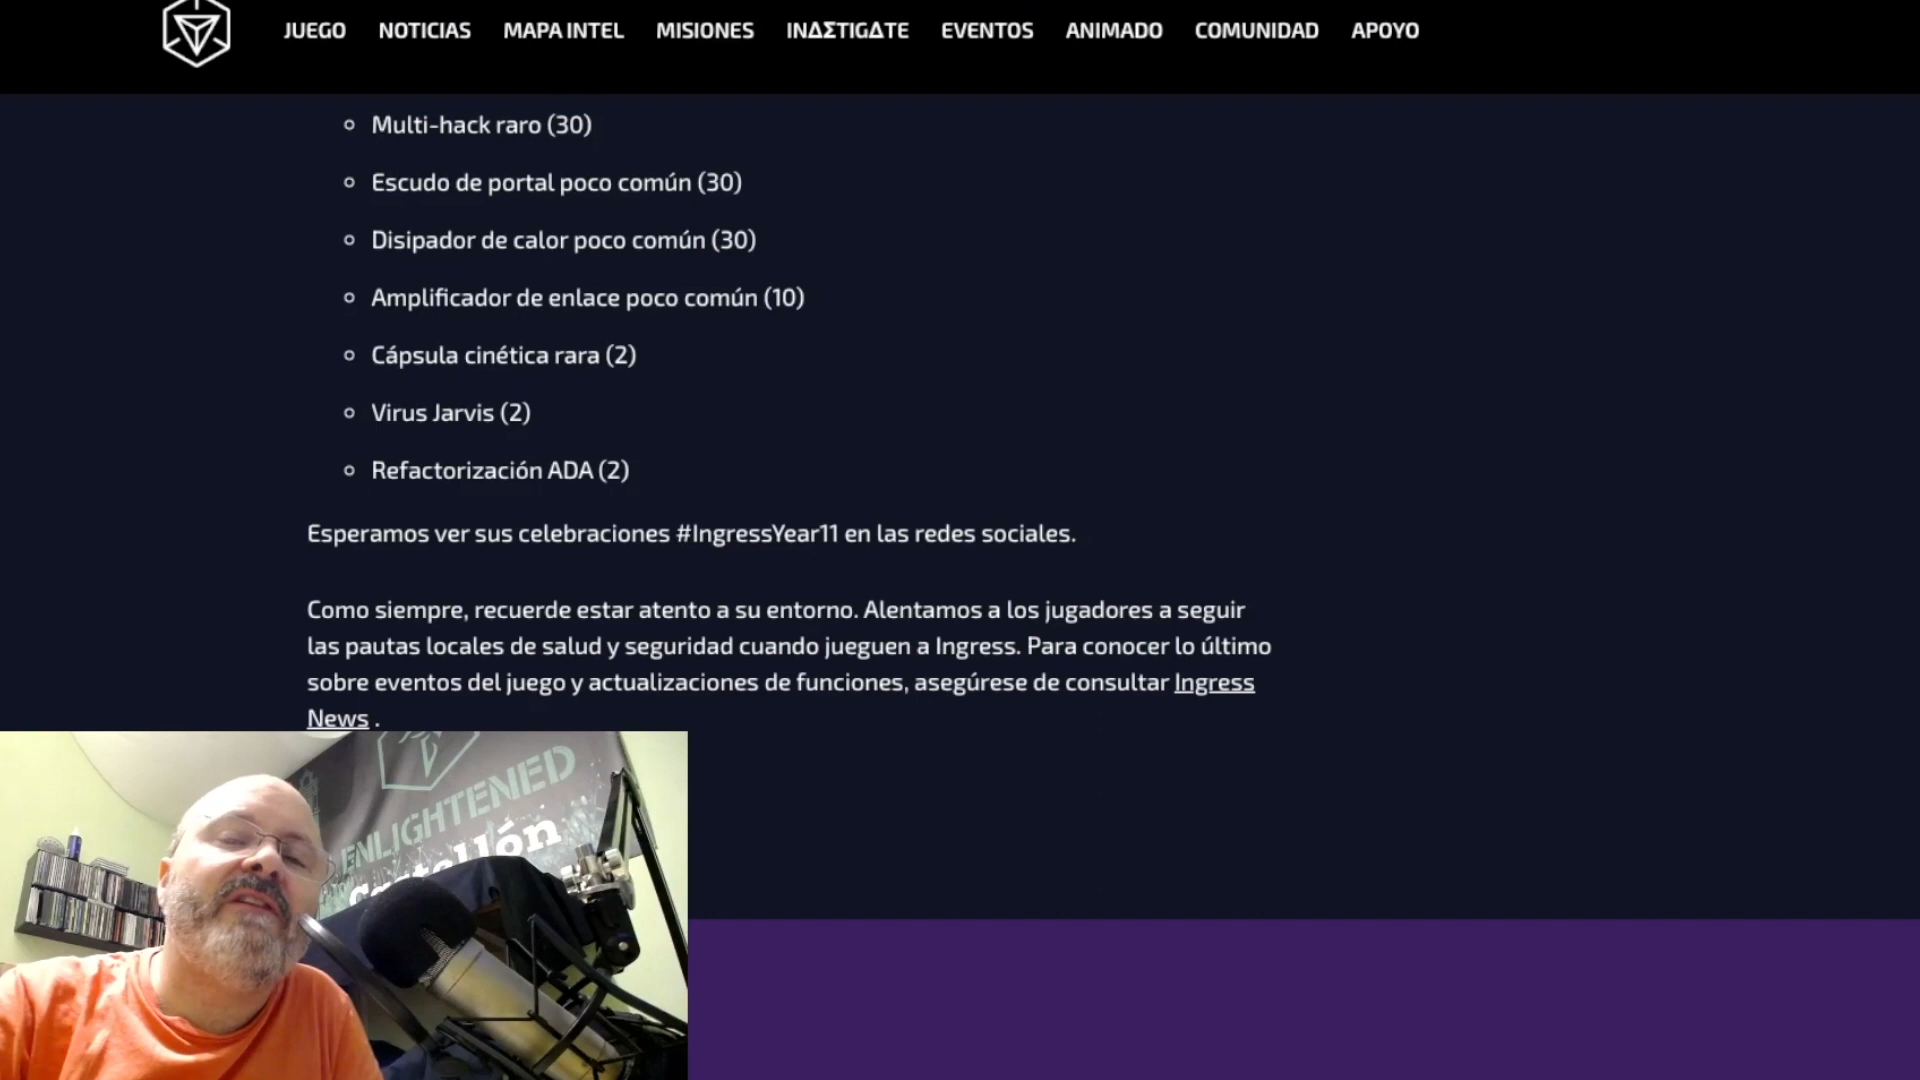 JUEGO NOTICIAS MAPA INTEL MISIONES INΔΣTIGΔTE EVENTOS ANIMADO COMUNIDAD APOYO
Multi-hack raro (30)
Escudo de portal poco común (30)
Disipador de calor poco común (30)
Amplificador de enlace poco común (10)
Cápsula cinética rara (2)
Virus Jarvis (2)
Refactorización ADA (2)
Esperamos ver sus celebraciones #IngressYear11 en las redes sociales.
Como siempre, recuerde estar atento a su entorno. Alentamos a los jugadores a seguir
las pautas locales de salud y seguridad cuando jueguen a Ingress. Para conocer lo último
sobre eventos del juego y actualizaciones de funciones, asegúrese de consultar Ingress
News .
ENLIGHTENED
Castellón